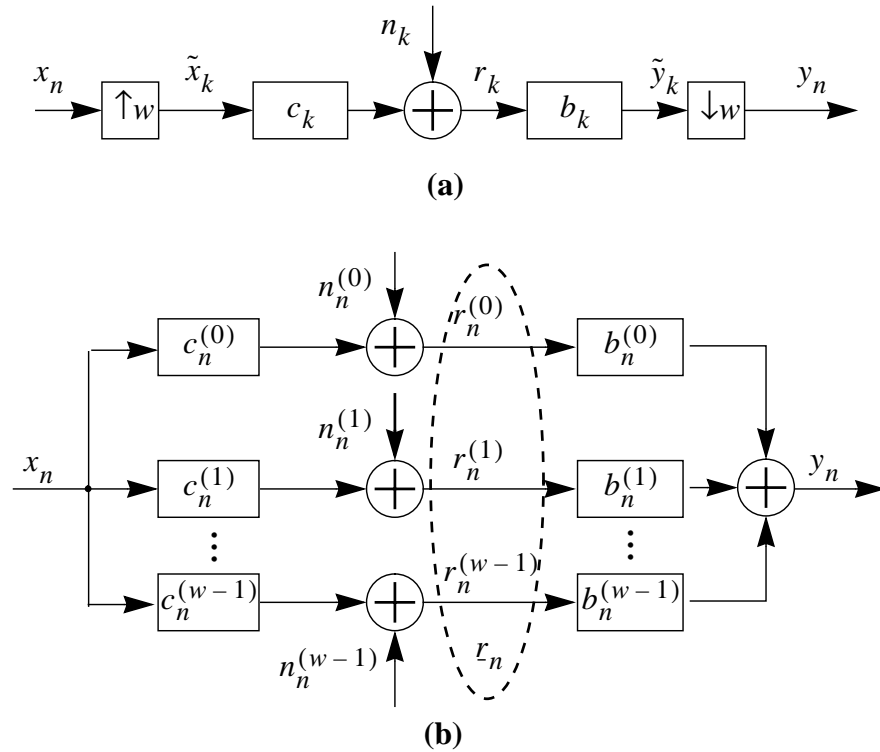 n_k
x_n x̃_k r_k ỹ_k y_n
↑w c_k + b_k ↓w
(a)
n_n^(0)
r_n^(0)
c_n^(0) + b_n^(0)
n_n^(1)
x_n r_n^(1) y_n
c_n^(1) + b_n^(1) +
⋮ ⋮
r_n^(w – 1)
c_n^(w – 1) + b_n^(w – 1)
n_n^(w – 1) r̲_n
(b)